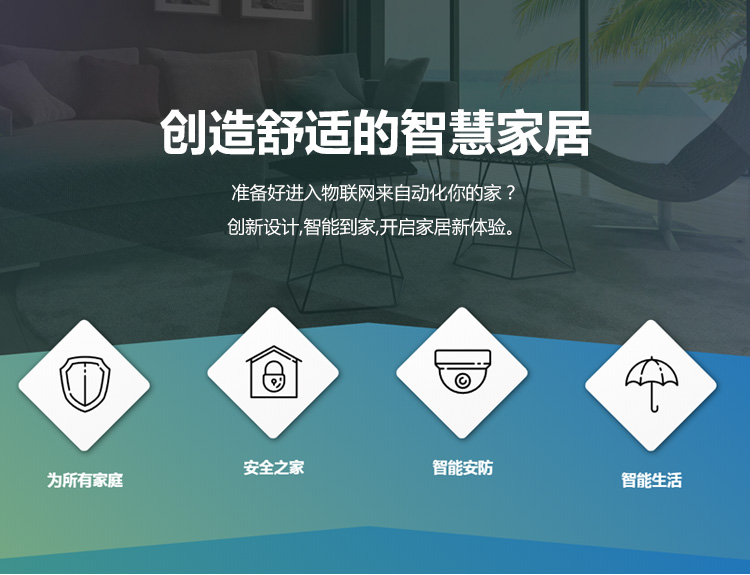 创造舒适的智慧家居
准备好进入物联网来自动化你的家？
创新设计,智能到家,开启家居新体验。
为所有家庭
安全之家
智能安防
智能生活